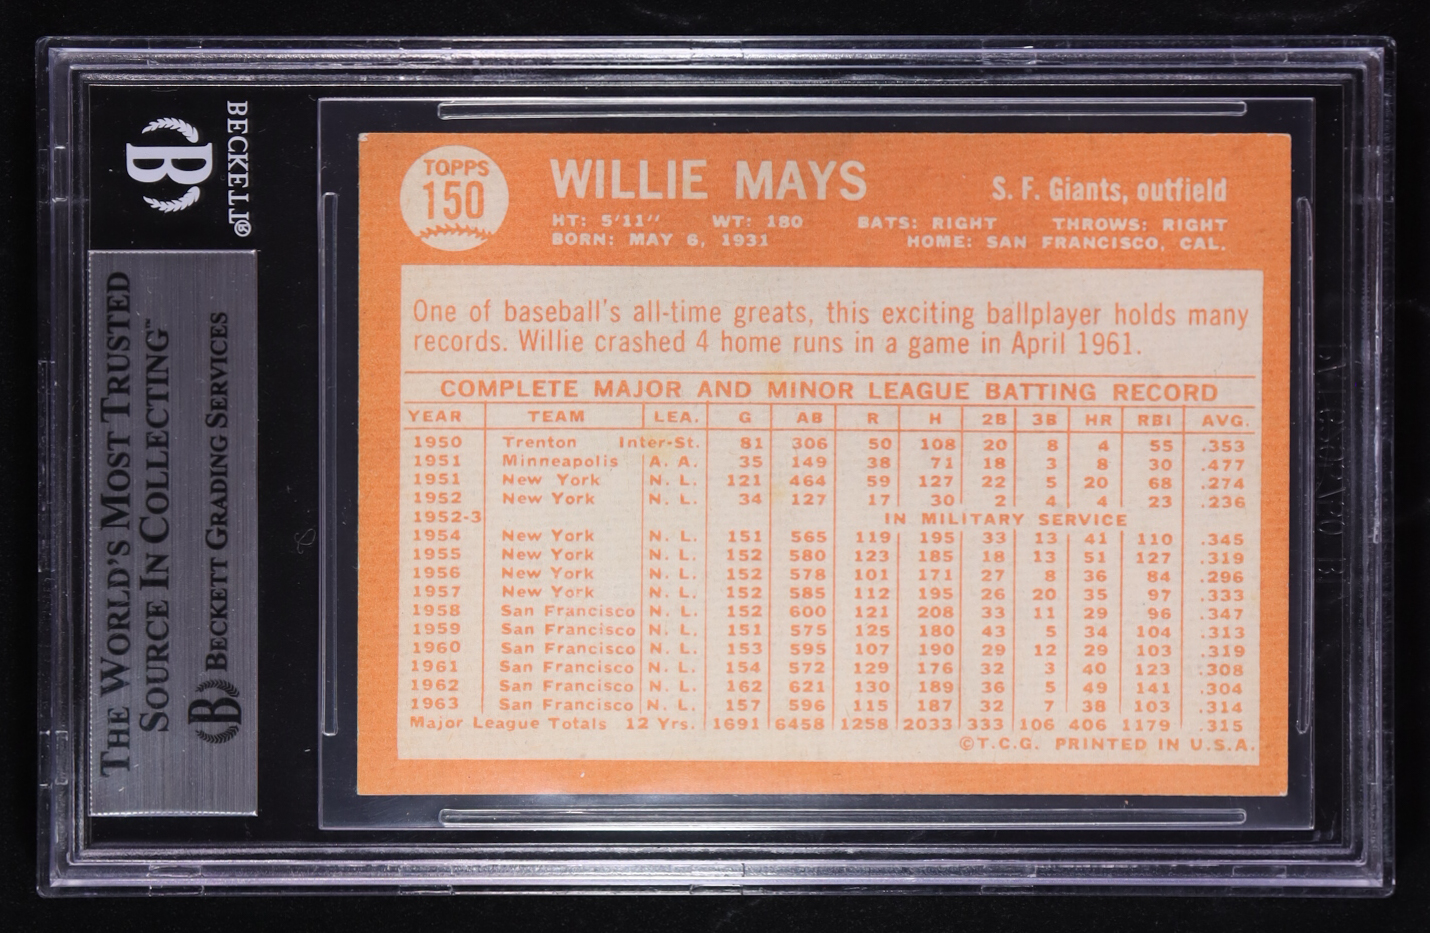 BECKETT®
B
THE WORLD'S MOST TRUSTED
SOURCE IN COLLECTING™
B BECKETT GRADING SERVICES
TOPPS
150
WILLIE MAYS
S. F. Giants, outfield
HT: 5'11" WT: 180 BATS: RIGHT THROWS: RIGHT
BORN: MAY 6, 1931 HOME: SAN FRANCISCO, CAL.
One of baseball's all-time greats, this exciting ballplayer holds many
records. Willie crashed 4 home runs in a game in April 1961.
COMPLETE MAJOR AND MINOR LEAGUE BATTING RECORD
YEAR TEAM LEA. G AB R H 2B 3B HR RBI AVG.
1950 Trenton Inter-St. 81 306 50 108 20 8 4 55 .353
1951 Minneapolis A. A. 35 149 38 71 18 3 8 30 .477
1951 New York N. L. 121 464 59 127 22 5 20 68 .274
1952 New York N. L. 34 127 17 30 2 4 4 23 .236
1952-3 IN MILITARY SERVICE
1954 New York N. L. 151 565 119 195 33 13 41 110 .345
1955 New York N. L. 152 580 123 185 18 13 51 127 .319
1956 New York N. L. 152 578 101 171 27 8 36 84 .296
1957 New York N. L. 152 585 112 195 26 20 35 97 .333
1958 San Francisco N. L. 152 600 121 208 33 11 29 96 .347
1959 San Francisco N. L. 151 575 125 180 43 5 34 104 .313
1960 San Francisco N. L. 153 595 107 190 29 12 29 103 .319
1961 San Francisco N. L. 154 572 129 176 32 3 40 123 .308
1962 San Francisco N. L. 162 621 130 189 36 5 49 141 .304
1963 San Francisco N. L. 157 596 115 187 32 7 38 103 .314
Major League Totals 12 Yrs. 1691 6458 1258 2033 333 106 406 1179 .315
©T.C.G. PRINTED IN U.S.A.